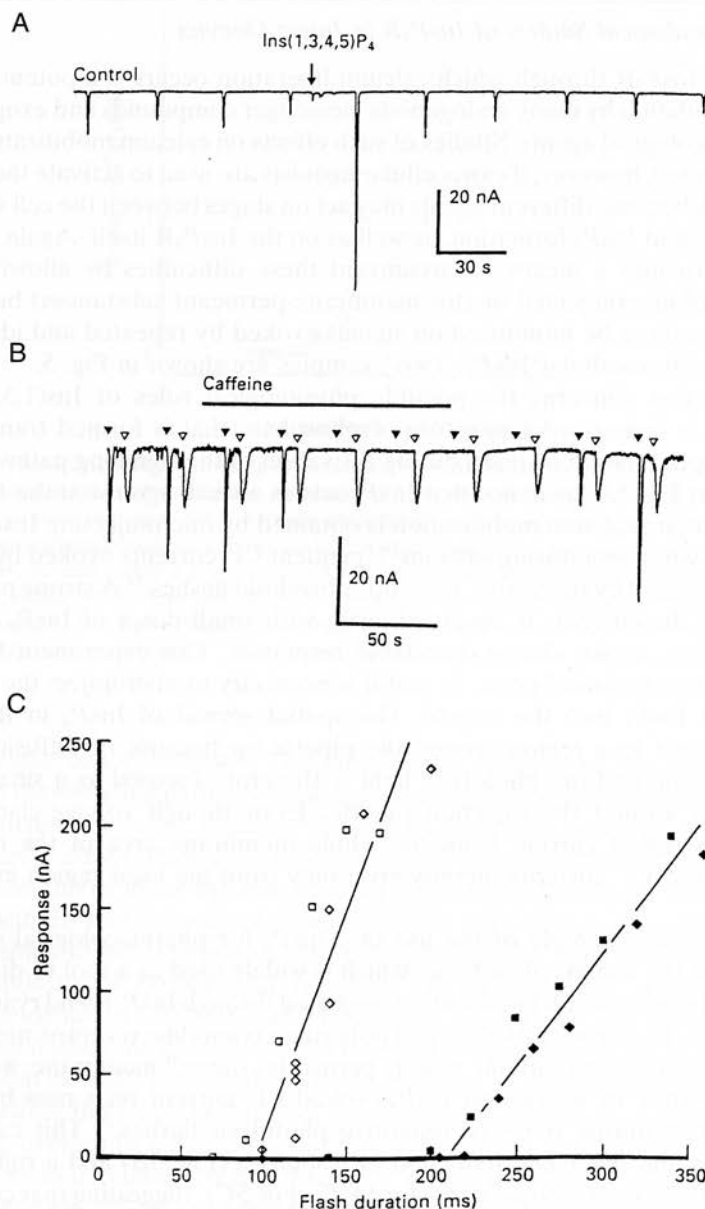 A
Ins(1,3,4,5)P4
Control
20 nA
30 s
B
Caffeine
20 nA
50 s
C
250
200
150
100
50
0
Response (nA)
0 50 100 150 200 250 300 350
Flash duration (ms)